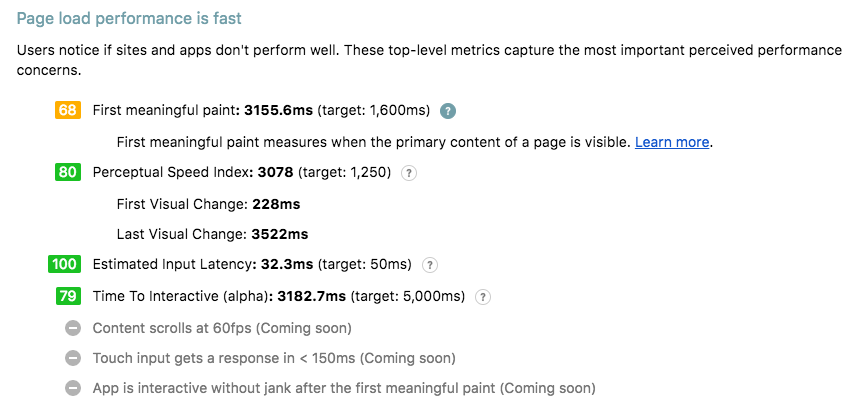 Page load performance is fast
Users notice if sites and apps don't perform well. These top-level metrics capture the most important perceived performance
concerns.
68 First meaningful paint: 3155.6ms (target: 1,600ms) ?
First meaningful paint measures when the primary content of a page is visible. Learn more.
80 Perceptual Speed Index: 3078 (target: 1,250) ?
First Visual Change: 228ms
Last Visual Change: 3522ms
100 Estimated Input Latency: 32.3ms (target: 50ms) ?
79 Time To Interactive (alpha): 3182.7ms (target: 5,000ms) ?
Content scrolls at 60fps (Coming soon)
Touch input gets a response in < 150ms (Coming soon)
App is interactive without jank after the first meaningful paint (Coming soon)